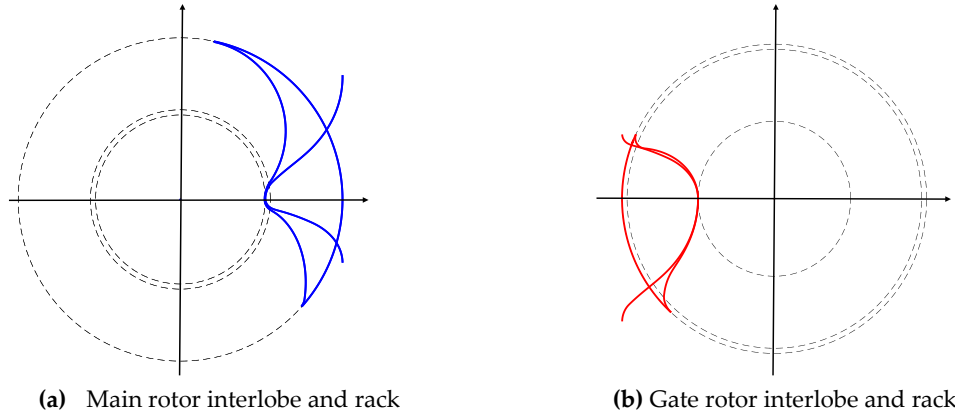 (a) Main rotor interlobe and rack
(b) Gate rotor interlobe and rack